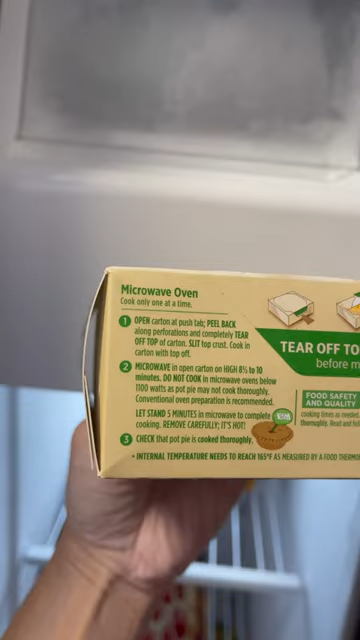 Microwave Oven
Cook only one at a time.
1 OPEN carton at push tab; PEEL BACK
along perforations and completely TEAR
OFF TOP of carton. SLIT top crust. Cook in
carton with top off.
2 MICROWAVE in open carton on HIGH 8½ to 10
minutes. DO NOT COOK in microwave ovens below
1100 watts as pot pie may not cook thoroughly.
Conventional oven preparation is recommended.
LET STAND 5 MINUTES in microwave to complete
cooking. REMOVE CAREFULLY; IT'S HOT!
3 CHECK that pot pie is cooked thoroughly.
• INTERNAL TEMPERATURE NEEDS TO REACH 165°F AS MEASURED BY A FOOD
TEAR OFF
before
FOOD SAFETY
AND QUALITY
cooking times as needed.
thoroughly. Read and
165°